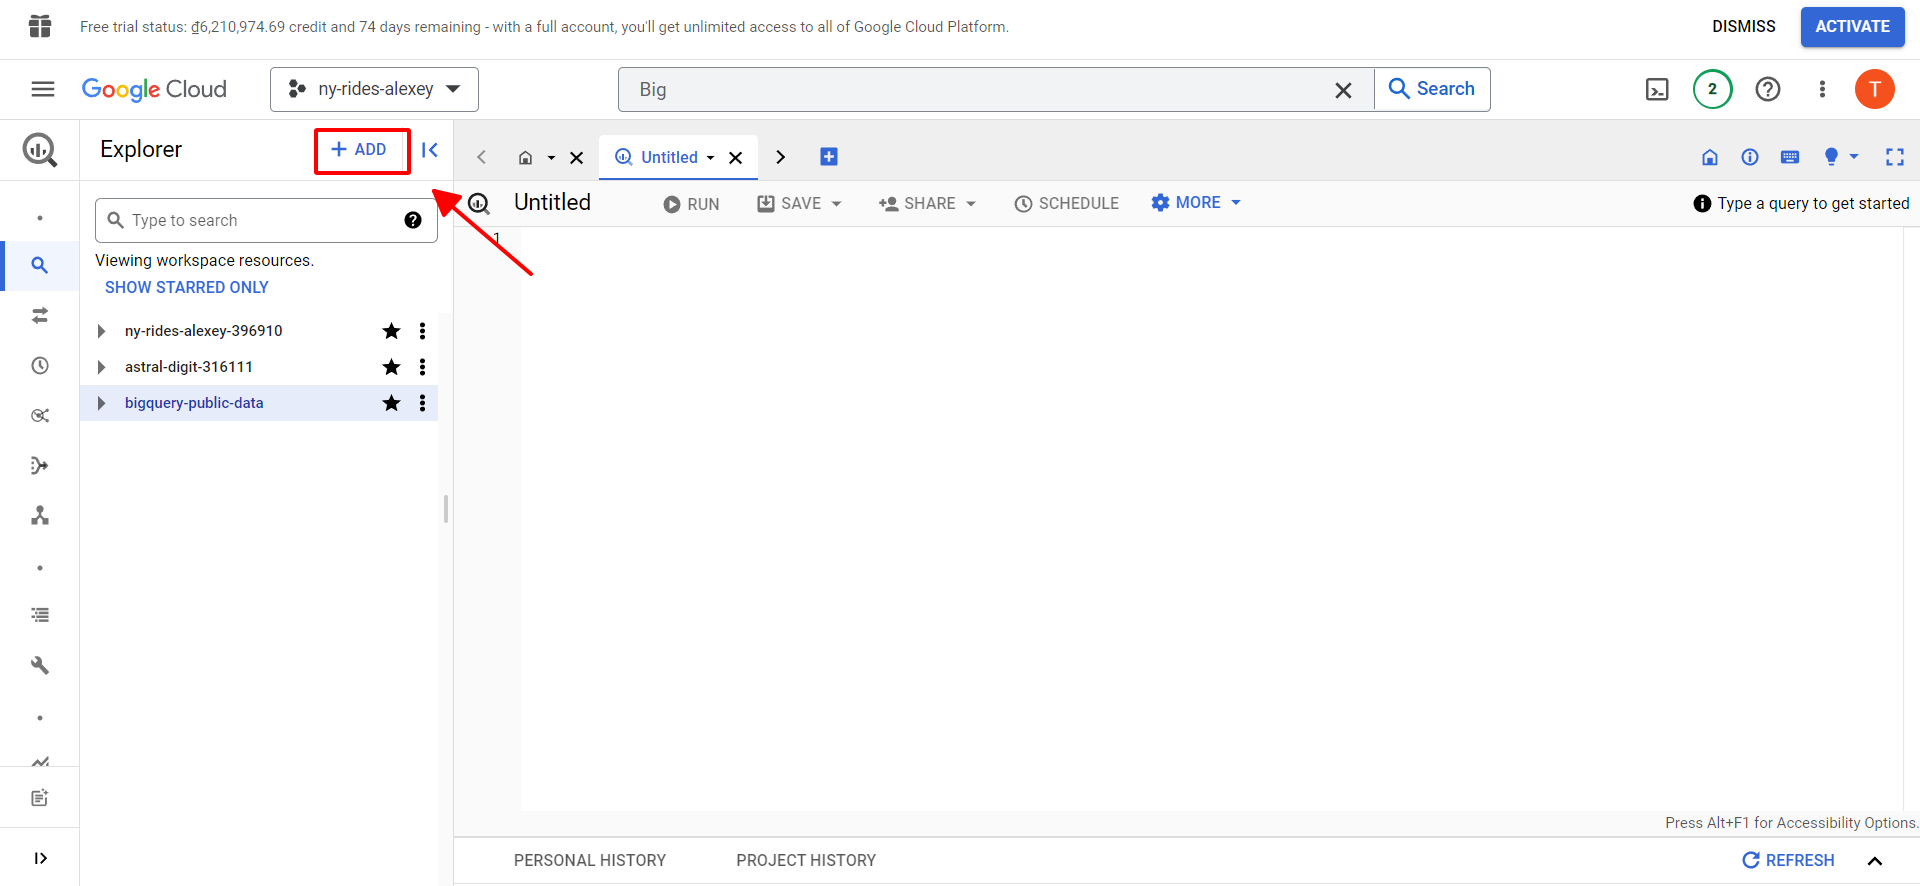 Free trial status: ₫6,210,974.69 credit and 74 days remaining - with a full account, you'll get unlimited access to all of Google Cloud Platform.
DISMISS
ACTIVATE
Google Cloud
ny-rides-alexey
Big
Search
2
T
Explorer
+ ADD
Untitled
Type to search
Viewing workspace resources.
SHOW STARRED ONLY
ny-rides-alexey-396910
astral-digit-316111
bigquery-public-data
Untitled
RUN
SAVE
SHARE
SCHEDULE
MORE
Type a query to get started
1
Press Alt+F1 for Accessibility Options.
PERSONAL HISTORY
PROJECT HISTORY
REFRESH